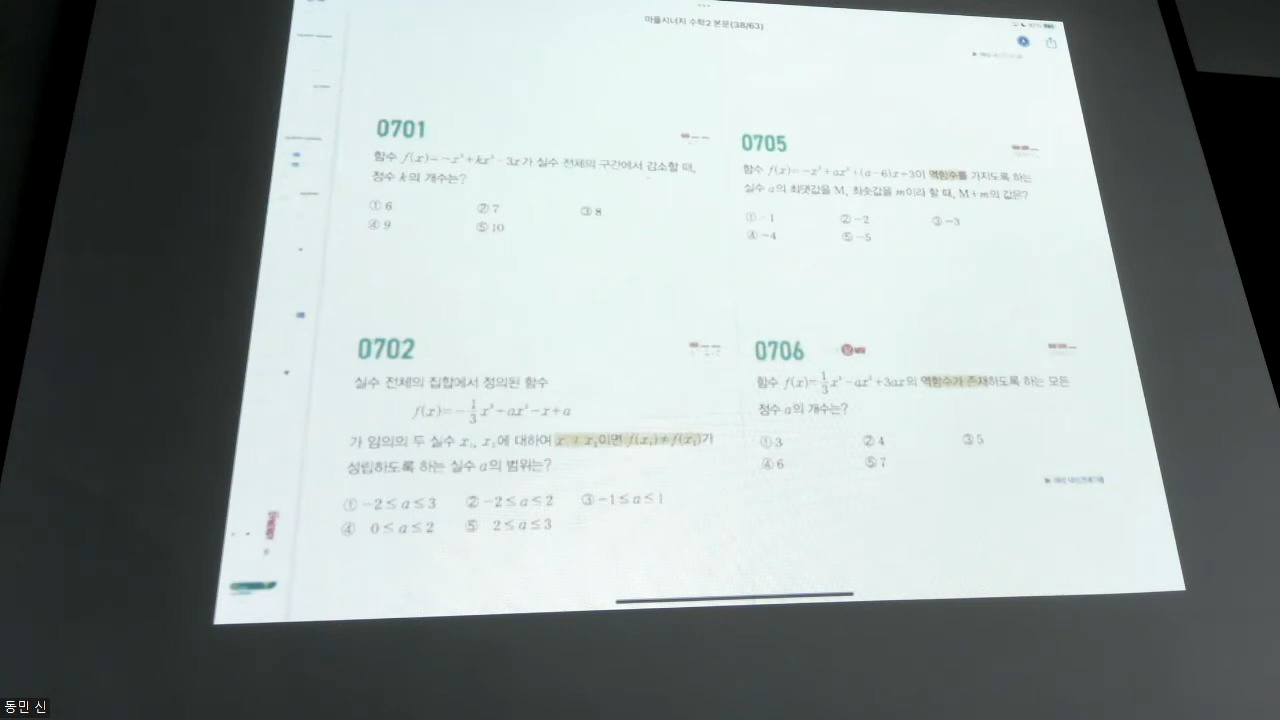 마플시너지 수학2 본문(38/63)
0701
함수 f(x)=-x³+kx²-3x가 실수 전체의 구간에서 감소할 때,
정수 k의 개수는?
① 6 ② 7 ③ 8
④ 9 ⑤ 10
0702
실수 전체의 집합에서 정의된 함수
f(x)=-1/3x³+ax²-x+a
가 임의의 두 실수 x₁, x₂에 대하여 x₁≠x₂이면 f(x₁)≠f(x₂)가
성립하도록 하는 실수 a의 범위는?
① -2≤a≤3 ② -2≤a≤2 ③ -1≤a≤1
④ 0≤a≤2 ⑤ 2≤a≤3
0705
함수 f(x)=-x³+ax²+(a-6)x+3이 역함수를 가지도록 하는
실수 a의 최댓값을 M, 최솟값을 m이라 할 때, M+m의 값은?
① -1 ② -2 ③ -3
④ -4 ⑤ -5
0706
함수 f(x)=1/3x³-ax²+3ax의 역함수가 존재하도록 하는 모든
정수 a의 개수는?
① 3 ② 4 ③ 5
④ 6 ⑤ 7
동민 신